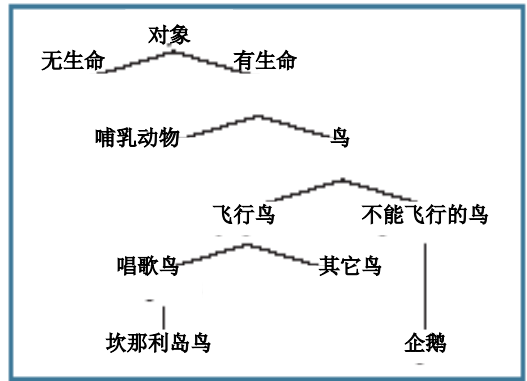 对象
无生命 有生命
哺乳动物 鸟
飞行鸟 不能飞行的鸟
唱歌鸟 其它鸟
坎那利岛鸟 企鹅